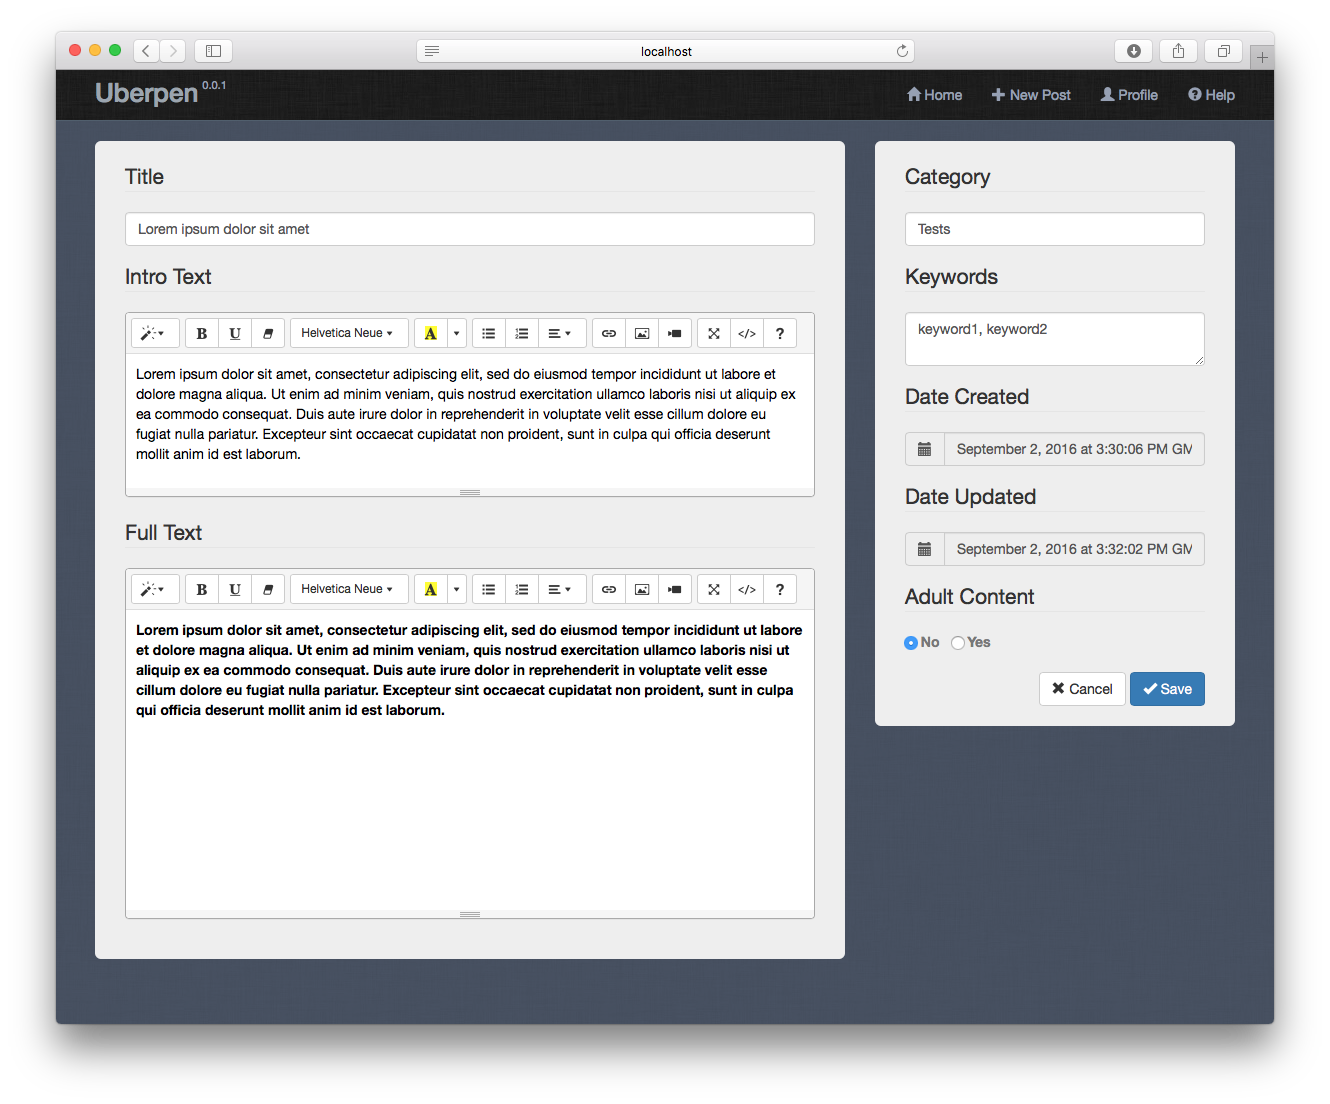 localhost
Uberpen 0.0.1
Home New Post Profile Help
Title
Lorem ipsum dolor sit amet
Intro Text
B U Helvetica Neue A </> ?
Lorem ipsum dolor sit amet, consectetur adipiscing elit, sed do eiusmod tempor incididunt ut labore et
dolore magna aliqua. Ut enim ad minim veniam, quis nostrud exercitation ullamco laboris nisi ut aliquip ex
ea commodo consequat. Duis aute irure dolor in reprehenderit in voluptate velit esse cillum dolore eu
fugiat nulla pariatur. Excepteur sint occaecat cupidatat non proident, sunt in culpa qui officia deserunt
mollit anim id est laborum.
Full Text
B U Helvetica Neue A </> ?
Lorem ipsum dolor sit amet, consectetur adipiscing elit, sed do eiusmod tempor incididunt ut labore
et dolore magna aliqua. Ut enim ad minim veniam, quis nostrud exercitation ullamco laboris nisi ut
aliquip ex ea commodo consequat. Duis aute irure dolor in reprehenderit in voluptate velit esse
cillum dolore eu fugiat nulla pariatur. Excepteur sint occaecat cupidatat non proident, sunt in culpa
qui officia deserunt mollit anim id est laborum.
Category
Tests
Keywords
keyword1, keyword2
Date Created
September 2, 2016 at 3:30:06 PM GM
Date Updated
September 2, 2016 at 3:32:02 PM GM
Adult Content
No Yes
Cancel Save